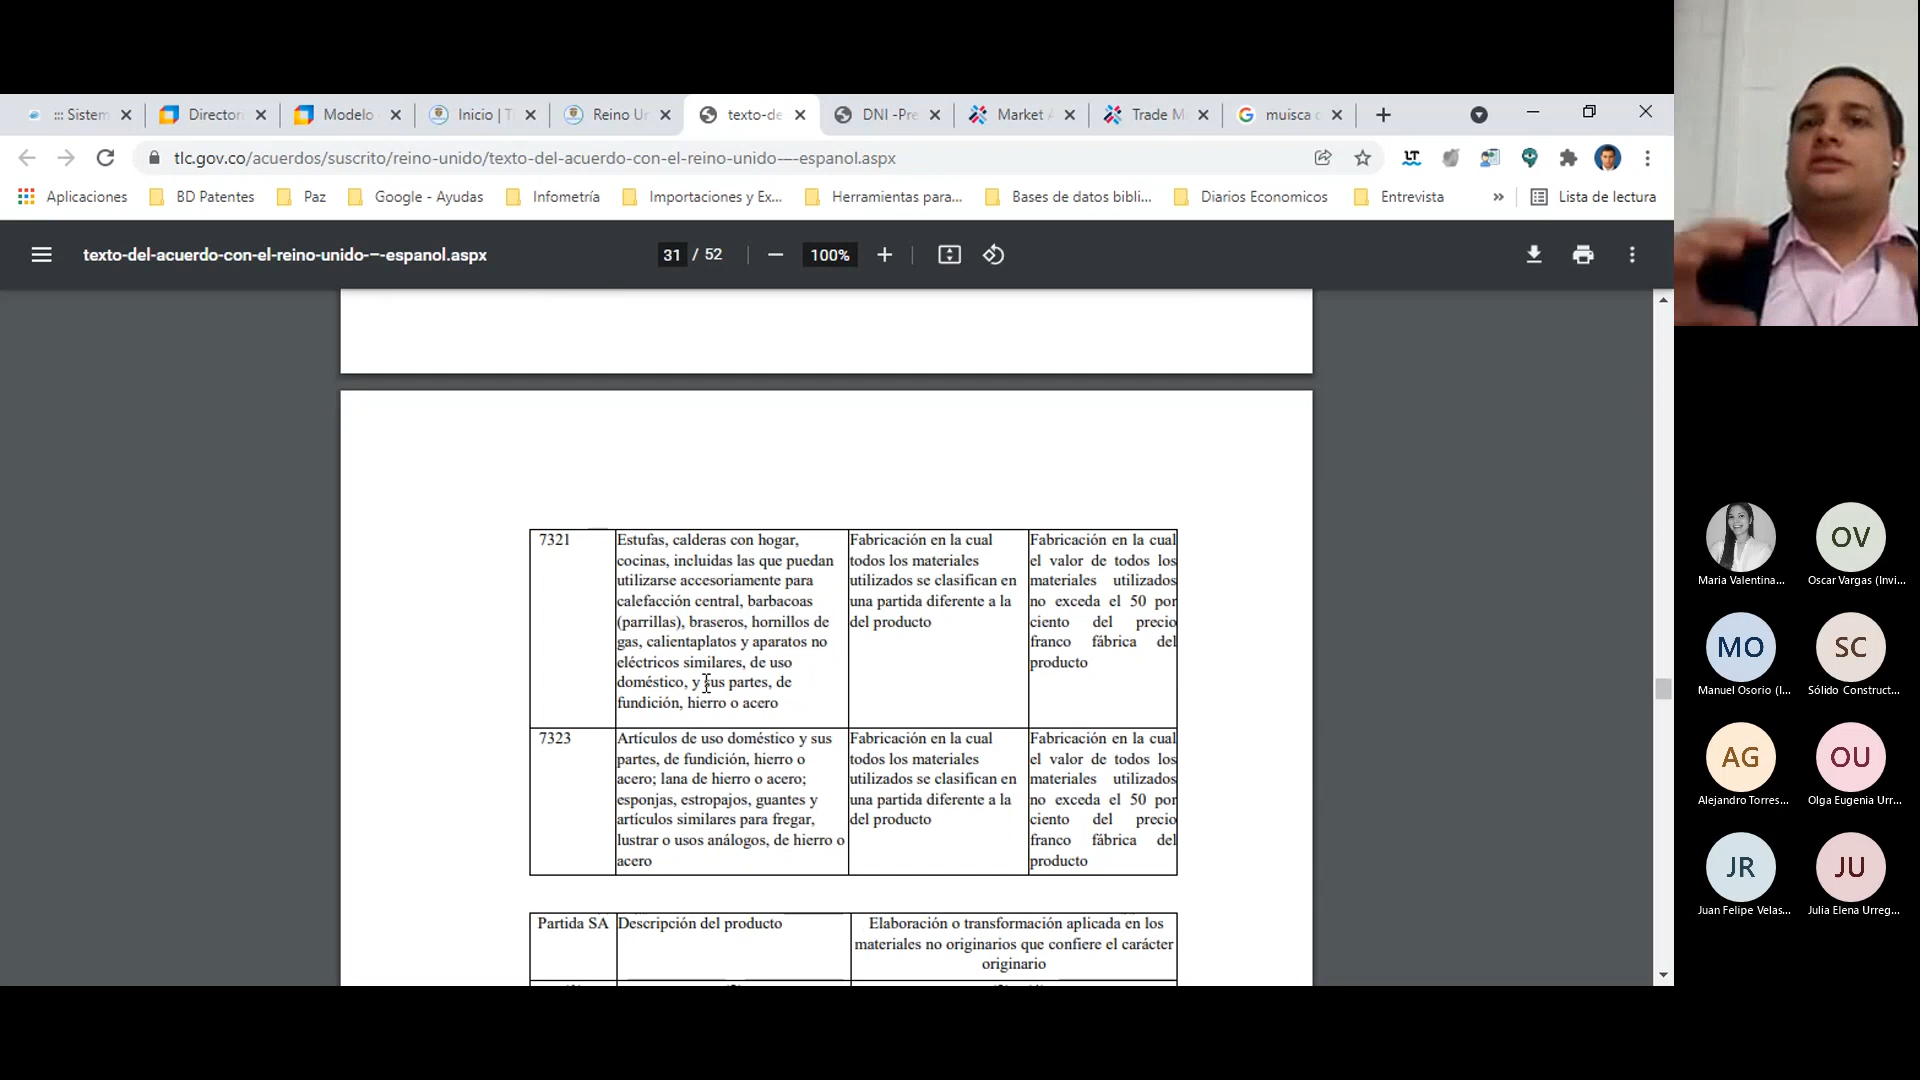 ::: Sistem
Director
Modelo
Inicio | T
Reino Un
texto-de
DNI -Pre
Market A
Trade M
muisca c
tlc.gov.co/acuerdos/suscrito/reino-unido/texto-del-acuerdo-con-el-reino-unido-–-espanol.aspx
Aplicaciones
BD Patentes
Paz
Google - Ayudas
Infometría
Importaciones y Ex...
Herramientas para...
Bases de datos bibli...
Diarios Economicos
Entrevista
»
Lista de lectura
texto-del-acuerdo-con-el-reino-unido-–-espanol.aspx
31 / 52
100%
7321
Estufas, calderas con hogar,
cocinas, incluidas las que puedan
utilizarse accesoriamente para
calefacción central, barbacoas
(parrillas), braseros, hornillos de
gas, calientaplatos y aparatos no
eléctricos similares, de uso
doméstico, y sus partes, de
fundición, hierro o acero
Fabricación en la cual
todos los materiales
utilizados se clasifican en
una partida diferente a la
del producto
Fabricación en la cual
el valor de todos los
materiales utilizados
no exceda el 50 por
ciento del precio
franco fábrica del
producto
7323
Artículos de uso doméstico y sus
partes, de fundición, hierro o
acero; lana de hierro o acero;
esponjas, estropajos, guantes y
artículos similares para fregar,
lustrar o usos análogos, de hierro o
acero
Fabricación en la cual
todos los materiales
utilizados se clasifican en
una partida diferente a la
del producto
Fabricación en la cual
el valor de todos los
materiales utilizados
no exceda el 50 por
ciento del precio
franco fábrica del
producto
Partida SA
Descripción del producto
Elaboración o transformación aplicada en los
materiales no originarios que confiere el carácter
originario
Maria Valentina...
OV
Oscar Vargas (Invi...
MO
Manuel Osorio (I...
SC
Sólido Construct...
AG
Alejandro Torres...
OU
Olga Eugenia Urr...
JR
Juan Felipe Velas...
JU
Julia Elena Urreg...